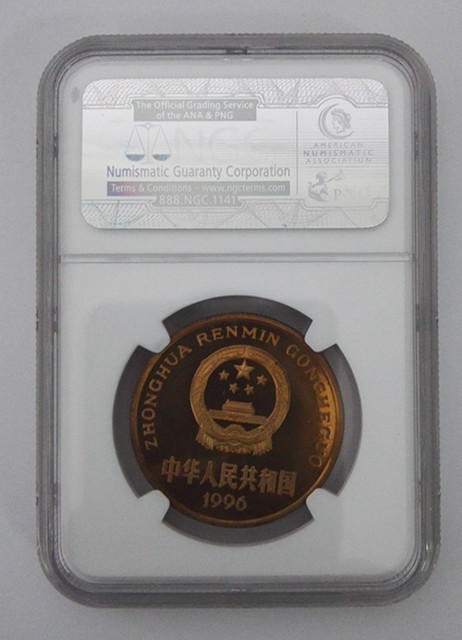 The Official Grading Service
of the ANA & PNG
NGC
Numismatic Guaranty Corporation
Terms & Conditions – www.ngcterms.com
888.NGC.1141
AMERICAN
NUMISMATIC
ASSOCIATION
PNG
ZHONGHUA RENMIN GONGHEGUO
中华人民共和国
1996